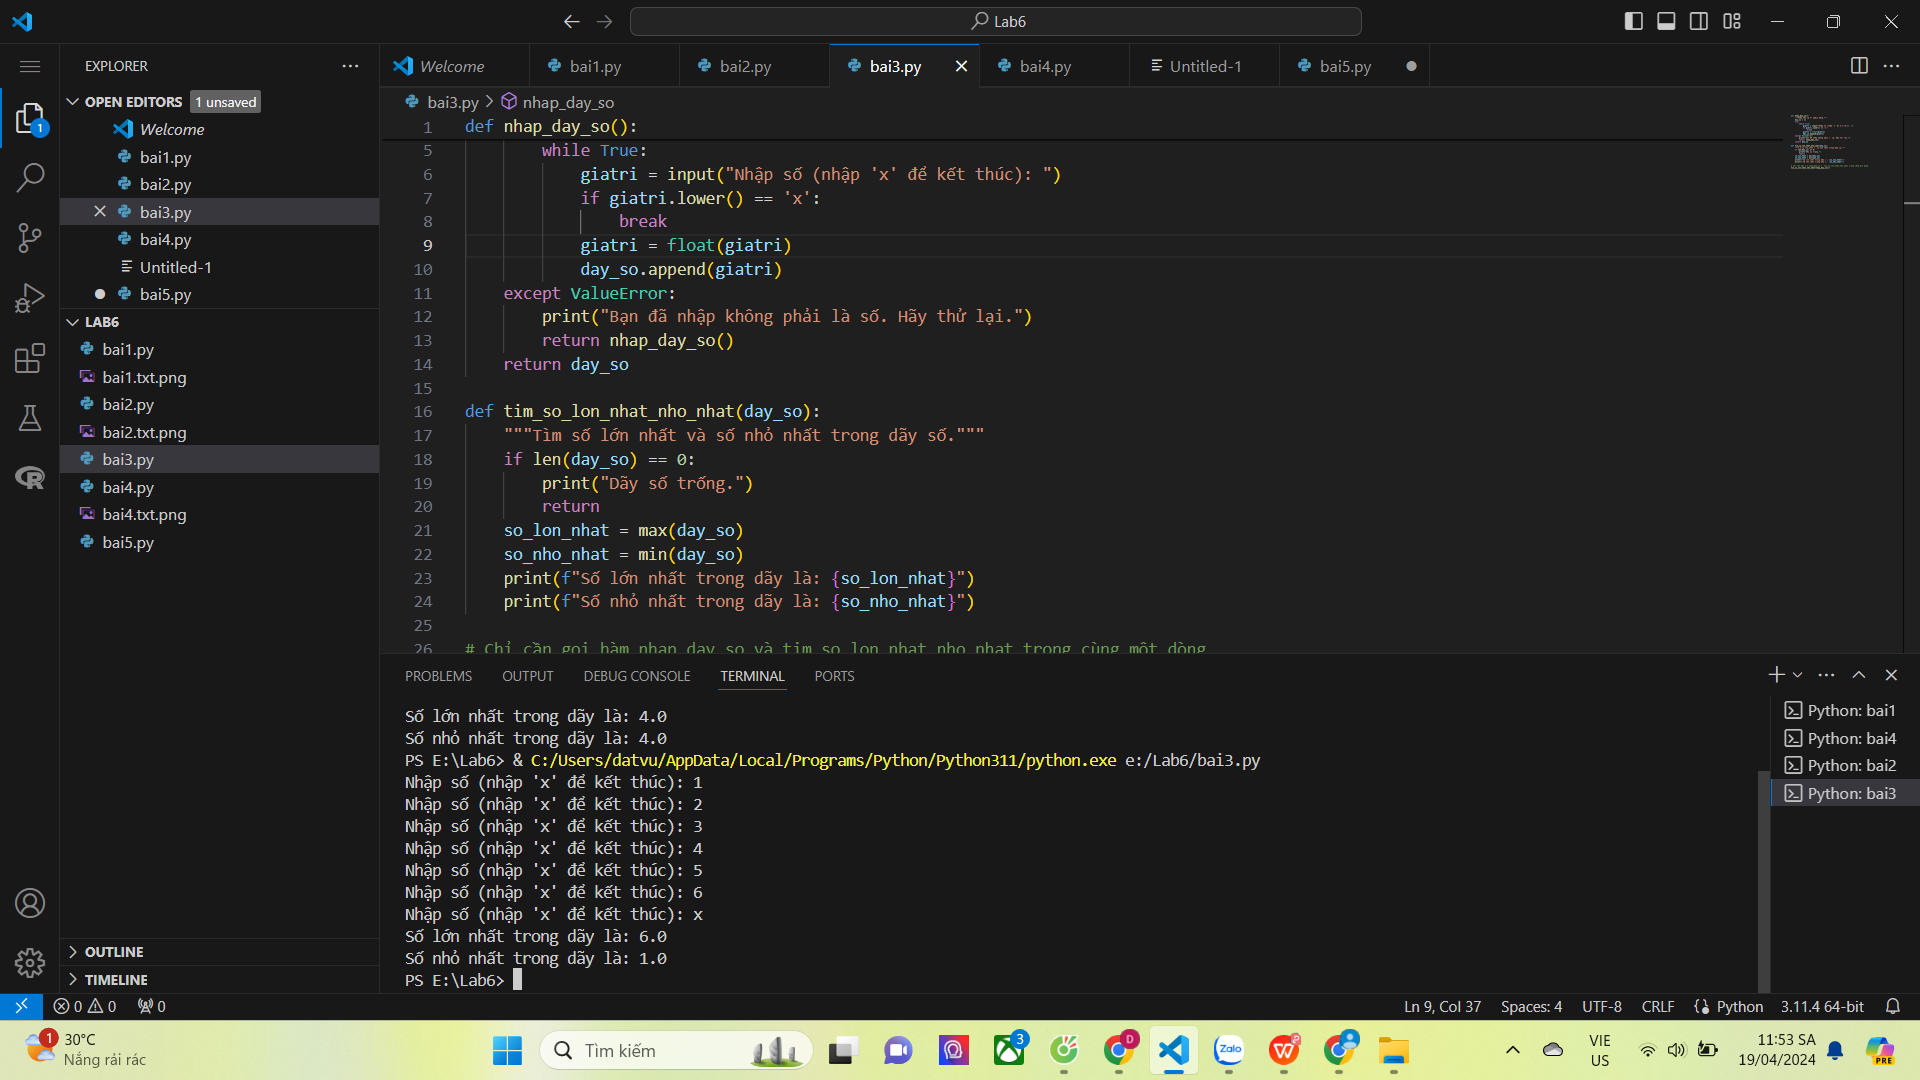 Lab6
EXPLORER
OPEN EDITORS 1 unsaved
Welcome
bai1.py
bai2.py
bai3.py
bai4.py
Untitled-1
bai5.py
LAB6
bai1.py
bai1.txt.png
bai2.py
bai2.txt.png
bai3.py
bai4.py
bai4.txt.png
bai5.py
OUTLINE
TIMELINE
1
Welcome
bai1.py
bai2.py
bai3.py
bai4.py
Untitled-1
bai5.py
bai3.py > nhap_day_so
1 def nhap_day_so():
5 while True:
6 giatri = input("Nhập số (nhập 'x' để kết thúc): ")
7 if giatri.lower() == 'x':
8 break
9 giatri = float(giatri)
10 day_so.append(giatri)
11 except ValueError:
12 print("Bạn đã nhập không phải là số. Hãy thử lại.")
13 return nhap_day_so()
14 return day_so
15
16 def tim_so_lon_nhat_nho_nhat(day_so):
17 """Tìm số lớn nhất và số nhỏ nhất trong dãy số."""
18 if len(day_so) == 0:
19 print("Dãy số trống.")
20 return
21 so_lon_nhat = max(day_so)
22 so_nho_nhat = min(day_so)
23 print(f"Số lớn nhất trong dãy là: {so_lon_nhat}")
24 print(f"Số nhỏ nhất trong dãy là: {so_nho_nhat}")
25
26 # Chỉ cần gọi hàm nhap_day_so và tim_so_lon_nhat_nho_nhat trong cùng một dòng
PROBLEMS OUTPUT DEBUG CONSOLE TERMINAL PORTS
Số lớn nhất trong dãy là: 4.0
Số nhỏ nhất trong dãy là: 4.0
PS E:\Lab6> & C:/Users/datvu/AppData/Local/Programs/Python/Python311/python.exe e:/Lab6/bai3.py
Nhập số (nhập 'x' để kết thúc): 1
Nhập số (nhập 'x' để kết thúc): 2
Nhập số (nhập 'x' để kết thúc): 3
Nhập số (nhập 'x' để kết thúc): 4
Nhập số (nhập 'x' để kết thúc): 5
Nhập số (nhập 'x' để kết thúc): 6
Nhập số (nhập 'x' để kết thúc): x
Số lớn nhất trong dãy là: 6.0
Số nhỏ nhất trong dãy là: 1.0
PS E:\Lab6>
Python: bai1
Python: bai4
Python: bai2
Python: bai3
0 0 0
Ln 9, Col 37 Spaces: 4 UTF-8 CRLF Python 3.11.4 64-bit
1 30°C
Nắng rải rác
Tìm kiếm
3
D
Zalo
VIE
US
11:53 SA
19/04/2024
PRE